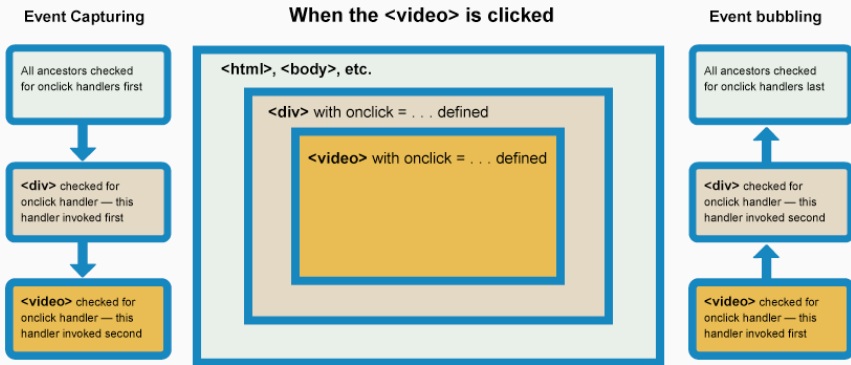 Event Capturing
All ancestors checked
for onclick handlers first
<div> checked for
onclick handler — this
handler invoked first
<video> checked for
onclick handler — this
handler invoked second
When the <video> is clicked
<html>, <body>, etc.
<div> with onclick = . . . defined
<video> with onclick = . . . defined
Event bubbling
All ancestors checked
for onclick handlers last
<div> checked for
onclick handler — this
handler invoked second
<video> checked for
onclick handler — this
handler invoked first